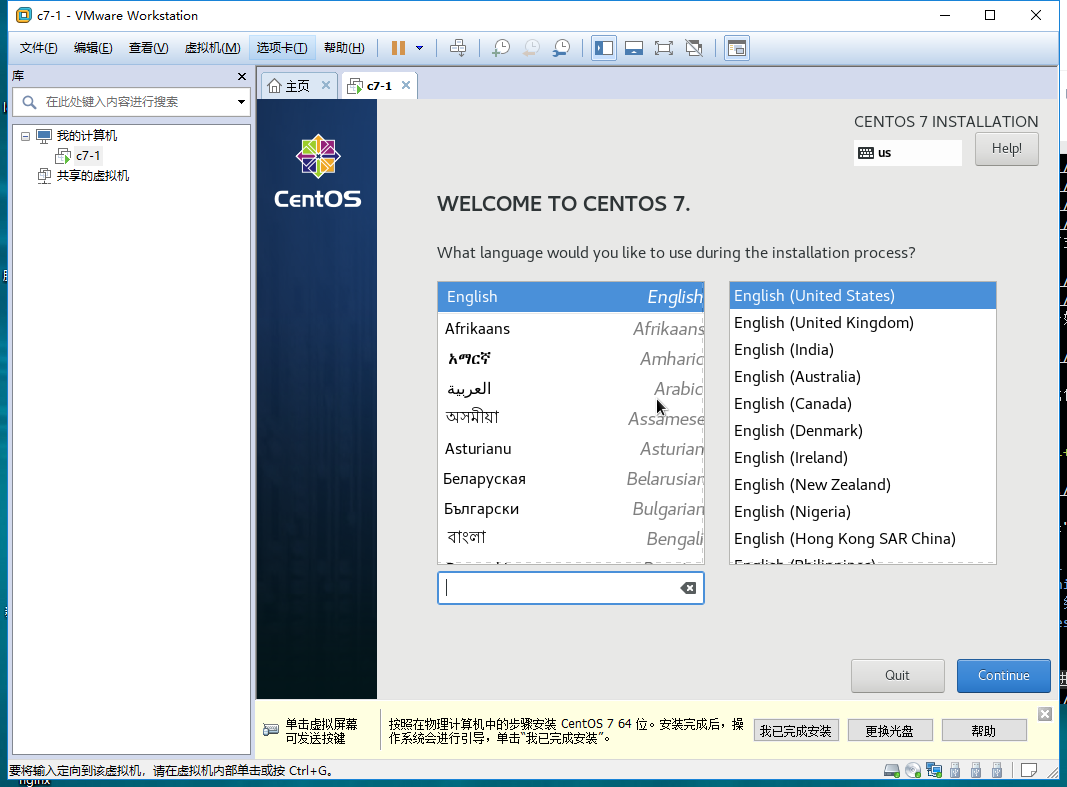 c7-1 - VMware Workstation
文件(F) 编辑(E) 查看(V) 虚拟机(M) 选项卡(T) 帮助(H)
库
在此处键入内容进行搜索
我的计算机
c7-1
共享的虚拟机
主页
c7-1
CentOS
CENTOS 7 INSTALLATION
us
Help!
WELCOME TO CENTOS 7.
What language would you like to use during the installation process?
English English
Afrikaans Afrikaans
አማርኛ Amharic
العربية Arabic
অসমীয়া Assamese
Asturianu Asturian
Беларуская Belarusian
Български Bulgarian
বাংলা Bengali
English (United States)
English (United Kingdom)
English (India)
English (Australia)
English (Canada)
English (Denmark)
English (Ireland)
English (New Zealand)
English (Nigeria)
English (Hong Kong SAR China)
English (Philippines)
Quit
Continue
单击虚拟屏幕
可发送按键
按照在物理计算机中的步骤安装 CentOS 7 64 位。安装完成后，操
作系统会进行引导，单击“我已完成安装”。
我已完成安装
更换光盘
帮助
要将输入定向到该虚拟机，请在虚拟机内部单击或按 Ctrl+G。
nginx